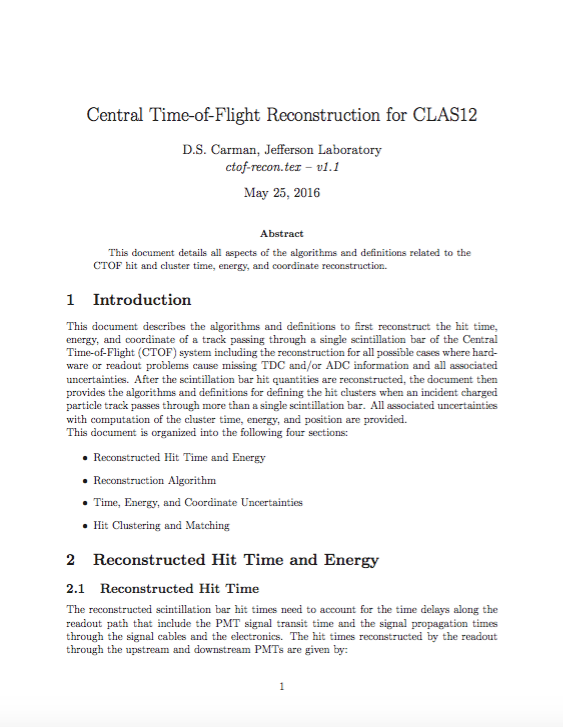 Central Time-of-Flight Reconstruction for CLAS12
D.S. Carman, Jefferson Laboratory
ctof-recon.tex – v1.1
May 25, 2016
Abstract
This document details all aspects of the algorithms and definitions related to the
CTOF hit and cluster time, energy, and coordinate reconstruction.
1 Introduction
This document describes the algorithms and definitions to first reconstruct the hit time,
energy, and coordinate of a track passing through a single scintillation bar of the Central
Time-of-Flight (CTOF) system including the reconstruction for all possible cases where hard-
ware or readout problems cause missing TDC and/or ADC information and all associated
uncertainties. After the scintillation bar hit quantities are reconstructed, the document then
provides the algorithms and definitions for defining the hit clusters when an incident charged
particle track passes through more than a single scintillation bar. All associated uncertainties
with computation of the cluster time, energy, and position are provided.
This document is organized into the following four sections:
• Reconstructed Hit Time and Energy
• Reconstruction Algorithm
• Time, Energy, and Coordinate Uncertainties
• Hit Clustering and Matching
2 Reconstructed Hit Time and Energy
2.1 Reconstructed Hit Time
The reconstructed scintillation bar hit times need to account for the time delays along the
readout path that include the PMT signal transit time and the signal propagation times
through the signal cables and the electronics. The hit times reconstructed by the readout
through the upstream and downstream PMTs are given by:
1